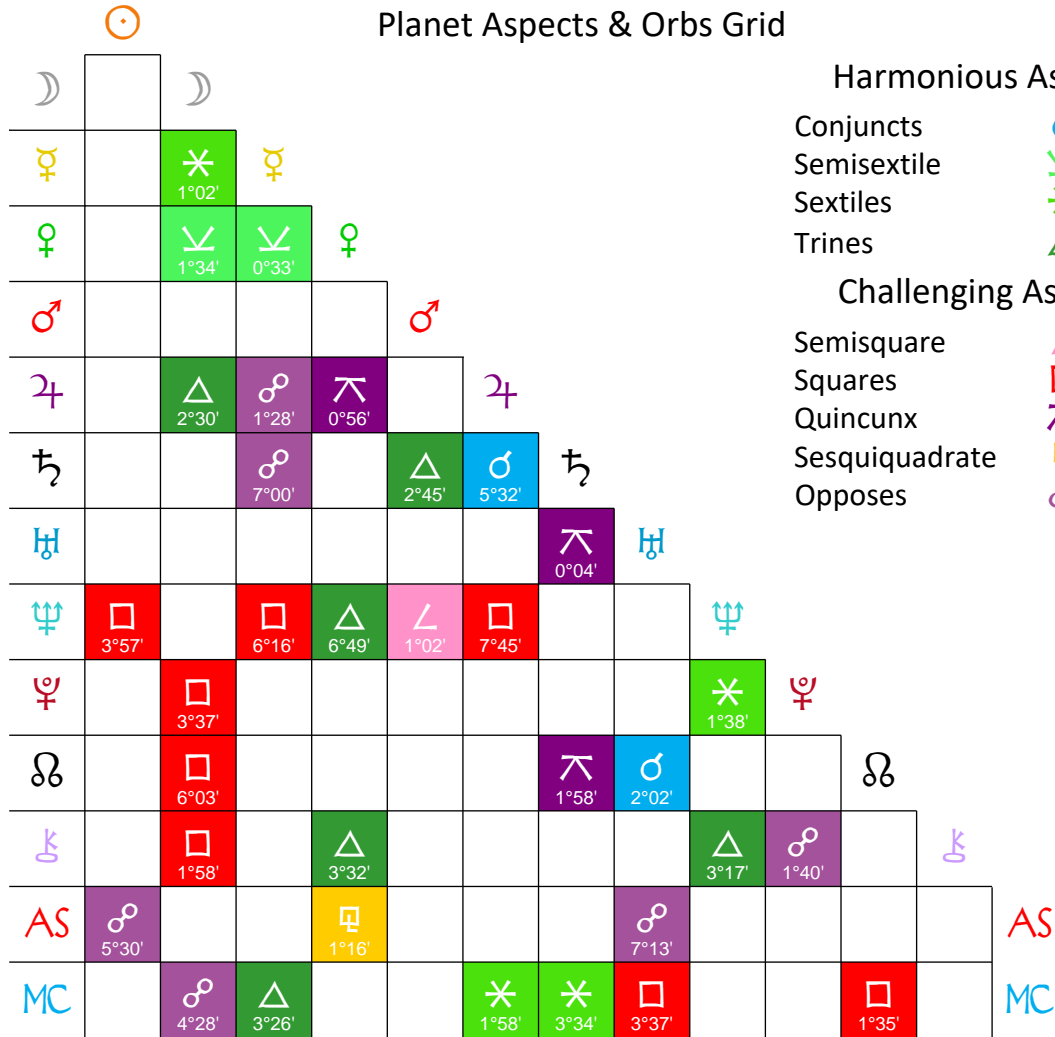 ☉ Planet Aspects & Orbs Grid
☽ ☽
☿ ⚹ ☿
1°02'
♀ ⚺ ⚺ ♀
1°34' 0°33'
♂ ♂
♃ △ ☍ ⚻ ♃
2°30' 1°28' 0°56'
♄ ☍ △ ☌ ♄
7°00' 2°45' 5°32'
♅ ⚻ ♅
0°04'
♆ □ □ △ ∠ □ ♆
3°57' 6°16' 6°49' 1°02' 7°45'
♇ □ ⚹ ♇
3°37' 1°38'
☊ □ ⚻ ☌ ☊
6°03' 1°58' 2°02'
⚷ □ △ △ ☍ ⚷
1°58' 3°32' 3°17' 1°40'
AS ☍ ⚼ ☍ AS
5°30' 1°16' 7°13'
MC ☍ △ ⚹ ⚹ □ □ MC
4°28' 3°26' 1°58' 3°34' 3°37' 1°35'
Harmonious As
Conjuncts
Semisextile
Sextiles
Trines
Challenging As
Semisquare
Squares
Quincunx
Sesquiquadrate
Opposes